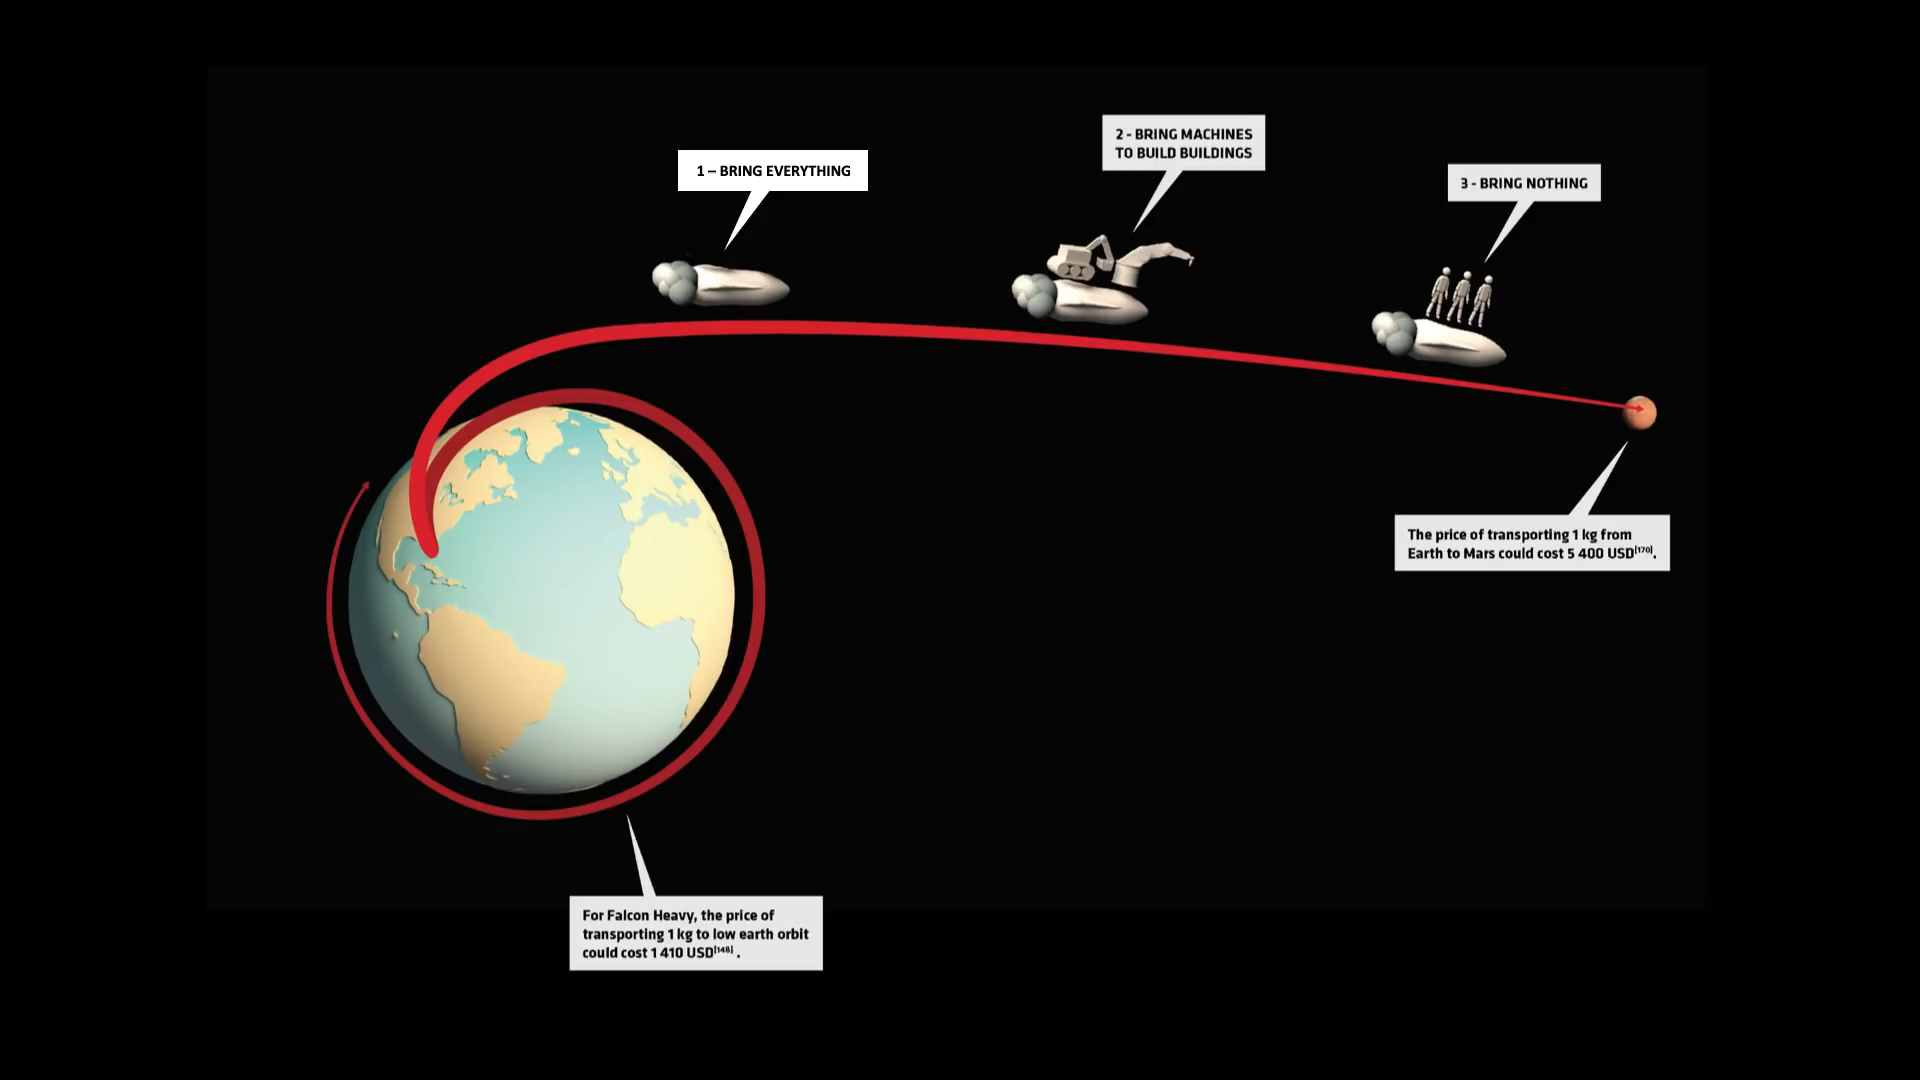 1 – BRING EVERYTHING
2 - BRING MACHINES
TO BUILD BUILDINGS
3 - BRING NOTHING
The price of transporting 1 kg from
Earth to Mars could cost 5 400 USD[170].
For Falcon Heavy, the price of
transporting 1 kg to low earth orbit
could cost 1 410 USD[148] .